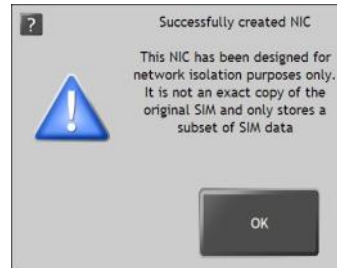 ?
Successfully created NIC
This NIC has been designed for
network isolation purposes only.
It is not an exact copy of the
original SIM and only stores a
subset of SIM data
!
OK